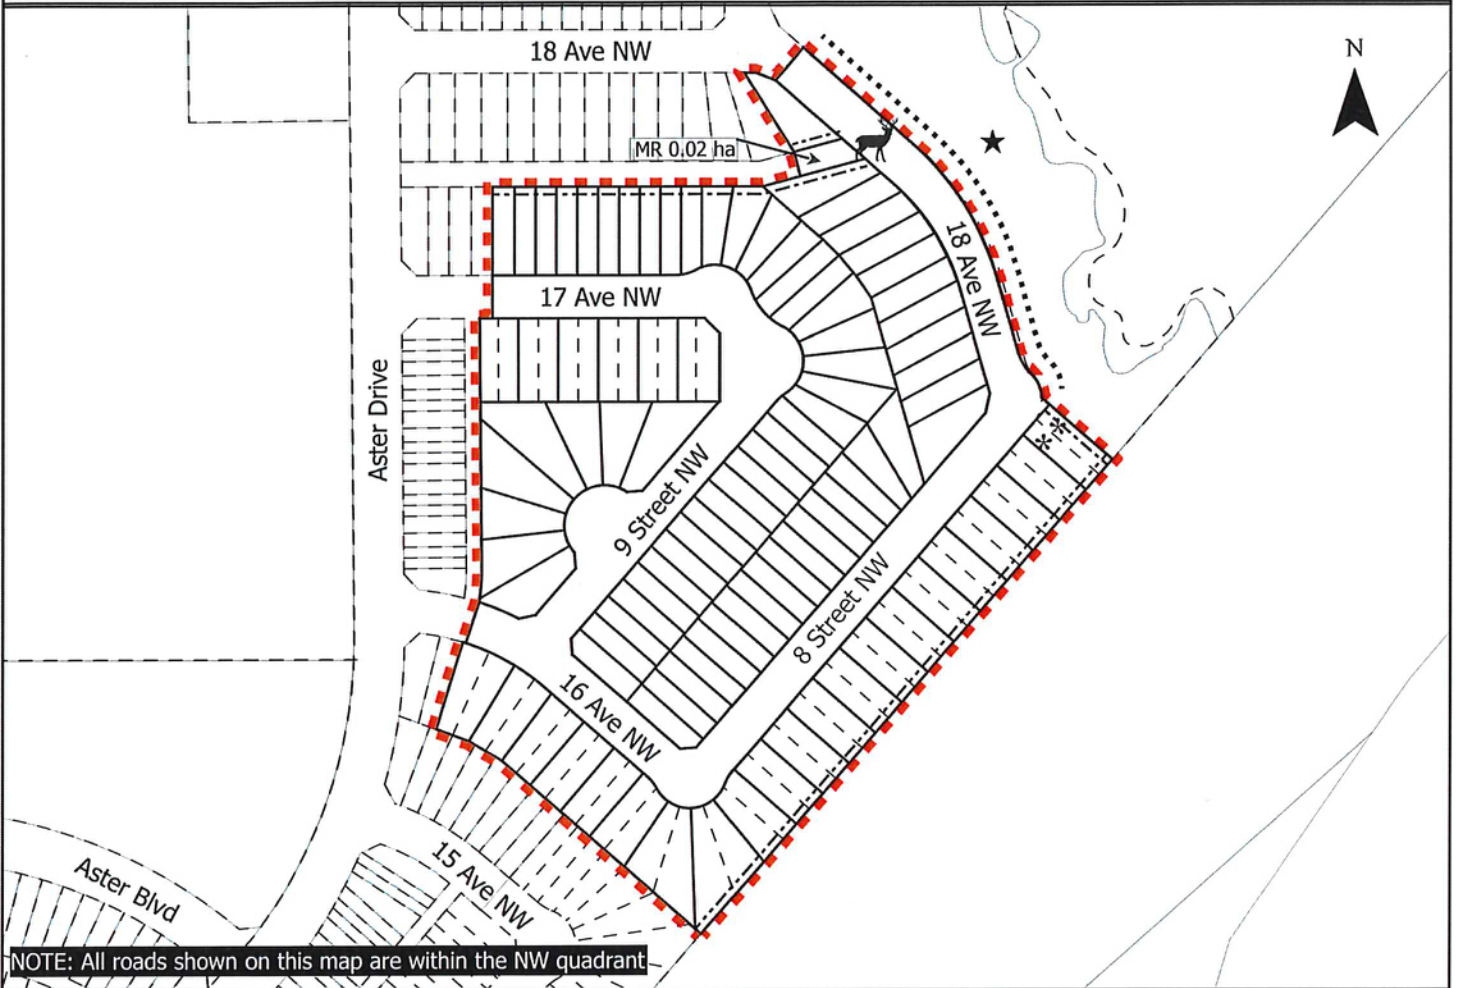 18 Ave NW
N
MR 0.02 ha
18 Ave NW
17 Ave NW
Aster Drive
9 Street NW
8 Street NW
16 Ave NW
15 Ave NW
Aster Blvd
NOTE: All roads shown on this map are within the NW quadrant